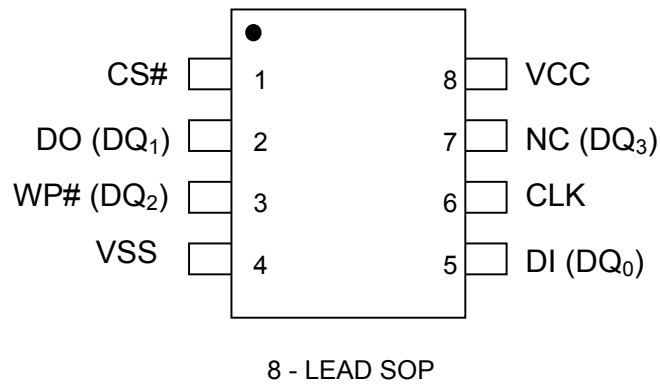 CS# 1 8 VCC
DO (DQ₁) 2 7 NC (DQ₃)
WP# (DQ₂) 3 6 CLK
VSS 4 5 DI (DQ₀)
8 - LEAD SOP